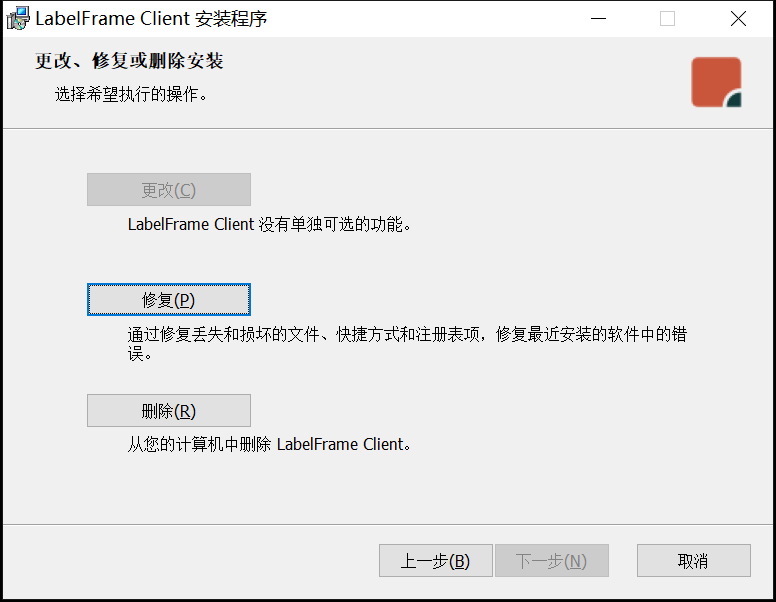 LabelFrame Client 安装程序
更改、修复或删除安装
选择希望执行的操作。
更改(C)
LabelFrame Client 没有单独可选的功能。
修复(P)
通过修复丢失和损坏的文件、快捷方式和注册表项，修复最近安装的软件中的错
误。
删除(R)
从您的计算机中删除 LabelFrame Client。
上一步(B) 下一步(N) 取消